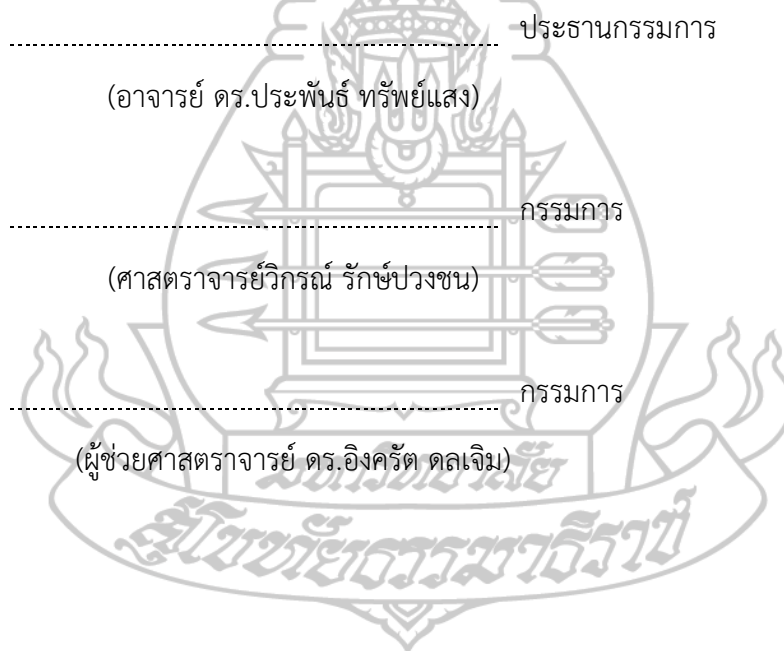 ประธานกรรมการ
(อาจารย์ ดร.ประพันธ์ ทรัพย์แสง)
กรรมการ
(ศาสตราจารย์วิกรณ์ รักษ์ปวงชน)
กรรมการ
(ผู้ช่วยศาสตราจารย์ ดร.อิงครัต ดลเจิม)
มหาวิทยาลัย
สุโขทัยธรรมาธิราช